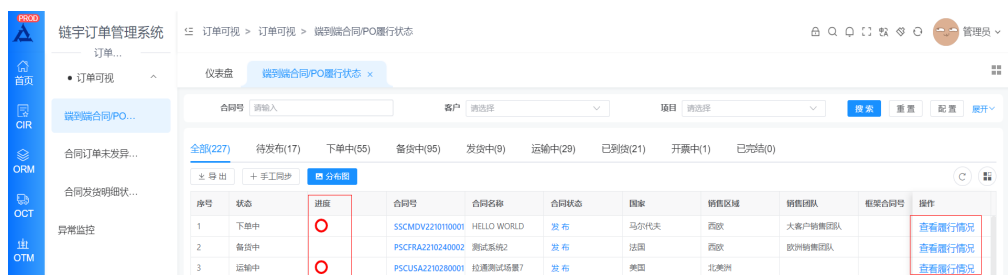 PROD
链宇订单管理系统
订单可视 > 订单可视 > 端到端合同/PO履行状态
管理员
首页
CIR
ORM
OCT
OTM
订单...
订单可视
端到端合同/PO...
合同订单未发异...
合同发货明细状...
异常监控
仪表盘 端到端合同/PO履行状态 ×
合同号 请输入 客户 请选择 项目 请选择 搜索 重置 配置 展开
全部(227) 待发布(17) 下单中(55) 备货中(95) 发货中(9) 运输中(29) 已到货(21) 开票中(1) 已完结(0)
导出 + 手工同步 分布图
序号 状态 进度 合同号 合同名称 合同状态 国家 销售区域 销售团队 框架合同号 操作
1 下单中 SSCMDV2210110001 HELLO WORLD 发布 马尔代夫 西欧 大客户销售团队 查看履行情况
2 备货中 PSCFRA2210240002 测试系统2 发布 法国 西欧 欧洲销售团队 查看履行情况
3 运输中 PSCUSA2210280001 拉通测试场景7 发布 美国 北美洲 查看履行情况